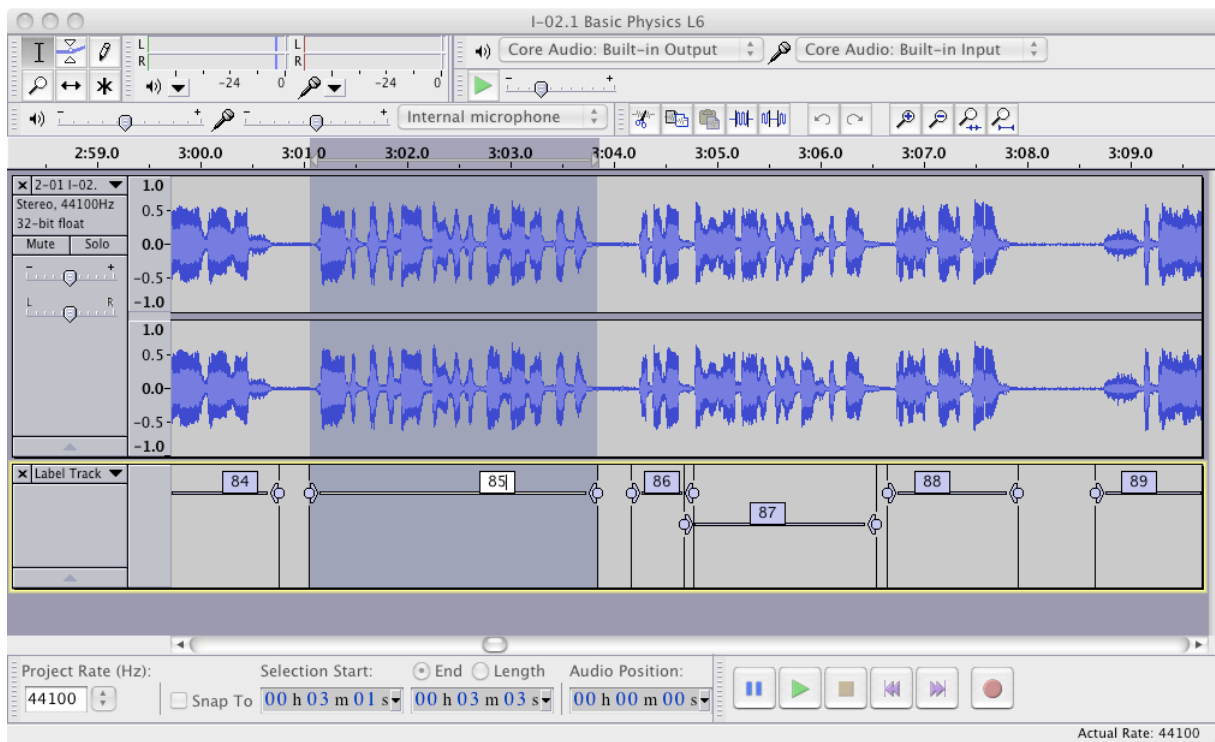 I-02.1 Basic Physics L6
L
R
L
R
Core Audio: Built-in Output
Core Audio: Built-in Input
-24 0
-24 0
- +
- +
- +
Internal microphone
2:59.0 3:00.0 3:01.0 3:02.0 3:03.0 3:04.0 3:05.0 3:06.0 3:07.0 3:08.0 3:09.0
2-01 I-02.
Stereo, 44100Hz
32-bit float
Mute Solo
- +
L R
1.0
0.5-
0.0-
-0.5-
-1.0
1.0
0.5-
0.0-
-0.5-
-1.0
Label Track
84 85 86 88 89
87
Project Rate (Hz): Selection Start: End Length Audio Position:
44100 Snap To 00 h 03 m 01 s 00 h 03 m 03 s 00 h 00 m 00 s
Actual Rate: 44100